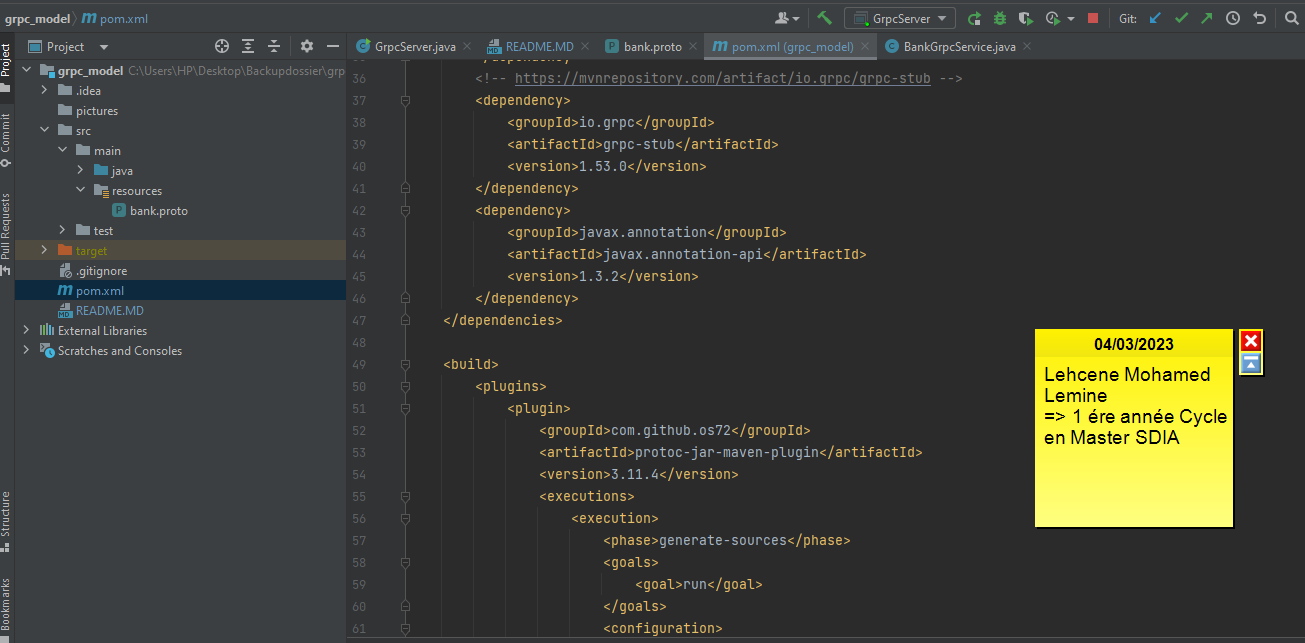 grpc_model
pom.xml
GrpcServer
Git:
Project
GrpcServer.java
README.MD
bank.proto
pom.xml (grpc_model)
BankGrpcService.java
Project
Commit
Pull Requests
Structure
Bookmarks
grpc_model C:\Users\HP\Desktop\Backupdossier\grp
.idea
pictures
src
main
java
resources
bank.proto
test
target
.gitignore
pom.xml
README.MD
External Libraries
Scratches and Consoles
36 <!-- https://mvnrepository.com/artifact/io.grpc/grpc-stub -->
37 <dependency>
38 <groupId>io.grpc</groupId>
39 <artifactId>grpc-stub</artifactId>
40 <version>1.53.0</version>
41 </dependency>
42 <dependency>
43 <groupId>javax.annotation</groupId>
44 <artifactId>javax.annotation-api</artifactId>
45 <version>1.3.2</version>
46 </dependency>
47 </dependencies>
48
49 <build>
50 <plugins>
51 <plugin>
52 <groupId>com.github.os72</groupId>
53 <artifactId>protoc-jar-maven-plugin</artifactId>
54 <version>3.11.4</version>
55 <executions>
56 <execution>
57 <phase>generate-sources</phase>
58 <goals>
59 <goal>run</goal>
60 </goals>
61 <configuration>
04/03/2023
Lehcene Mohamed
Lemine
=> 1 ére année Cycle
en Master SDIA